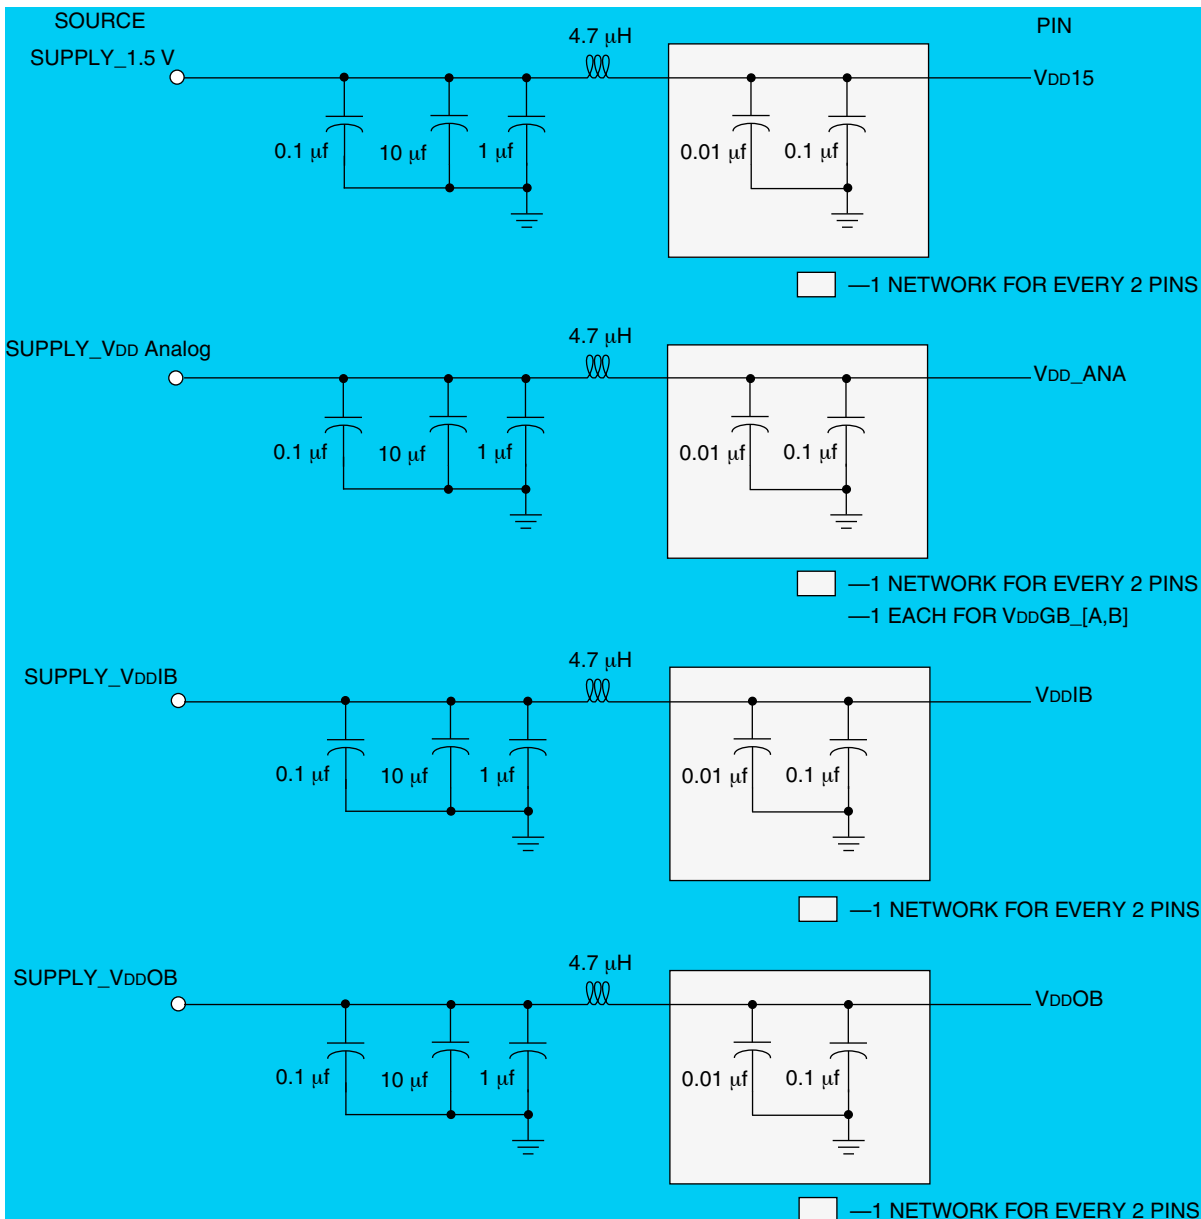 SOURCE
PIN
SUPPLY_1.5 V
4.7 μH
VDD15
0.1 μf
10 μf
1 μf
0.01 μf
0.1 μf
—1 NETWORK FOR EVERY 2 PINS
SUPPLY_VDD Analog
4.7 μH
VDD_ANA
0.1 μf
10 μf
1 μf
0.01 μf
0.1 μf
—1 NETWORK FOR EVERY 2 PINS
—1 EACH FOR VDDGB_[A,B]
SUPPLY_VDDIB
4.7 μH
VDDIB
0.1 μf
10 μf
1 μf
0.01 μf
0.1 μf
—1 NETWORK FOR EVERY 2 PINS
SUPPLY_VDDOB
4.7 μH
VDDOB
0.1 μf
10 μf
1 μf
0.01 μf
0.1 μf
—1 NETWORK FOR EVERY 2 PINS